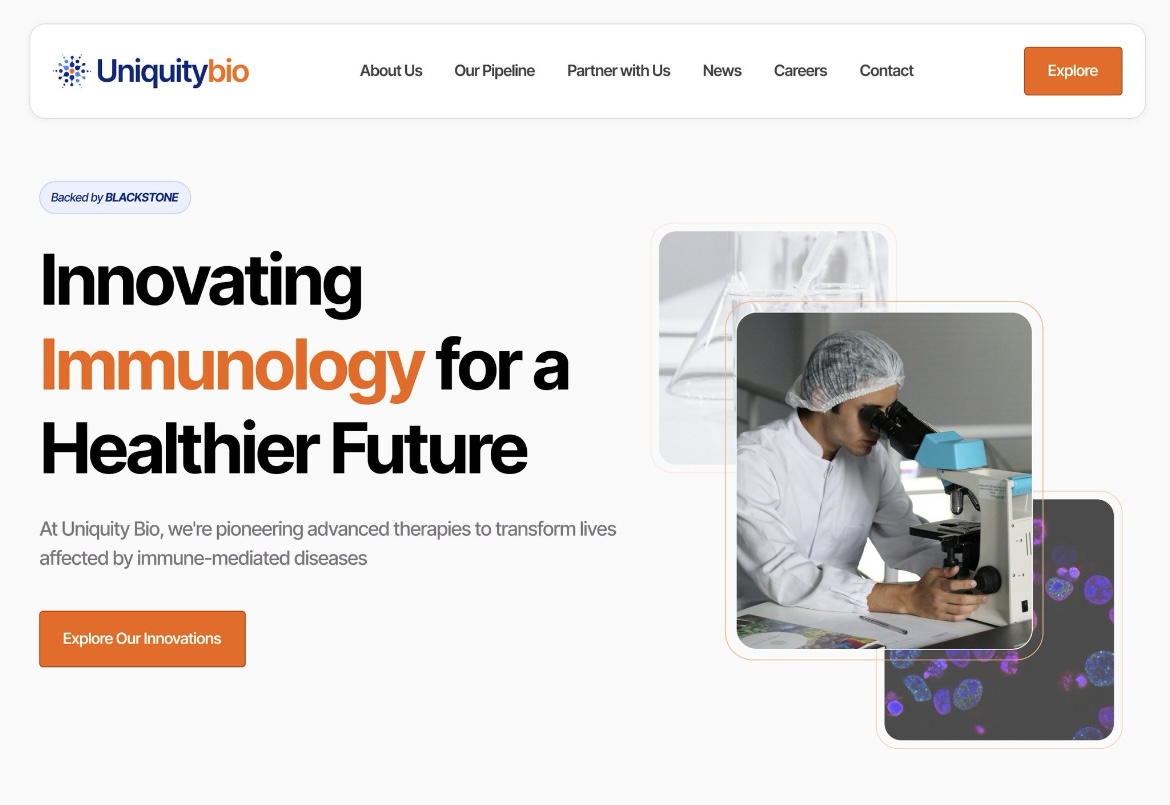 Uniquitybio
About Us
Our Pipeline
Partner with Us
News
Careers
Contact
Explore
Backed by BLACKSTONE
Innovating
Immunology for a
Healthier Future
At Uniquity Bio, we're pioneering advanced therapies to transform lives
affected by immune-mediated diseases
Explore Our Innovations